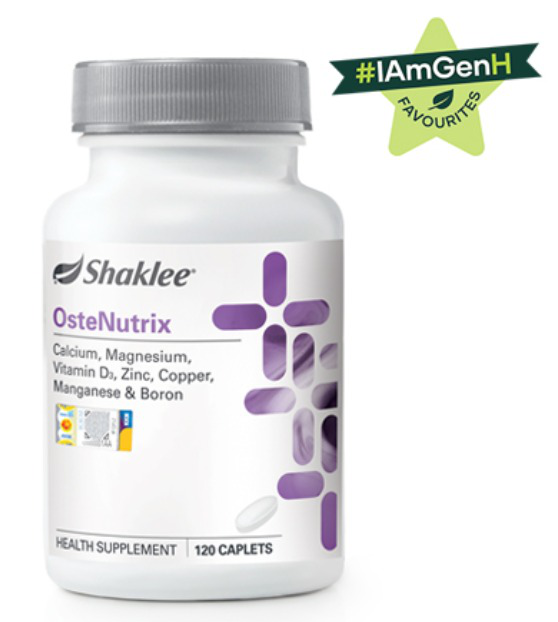 #IAmGenH
FAVOURITES
Shaklee®
OsteNutrix
Calcium, Magnesium,
Vitamin D₃, Zinc, Copper,
Manganese & Boron
HEALTH SUPPLEMENT | 120 CAPLETS